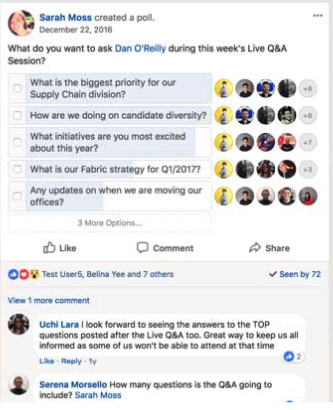 Sarah Moss created a poll.
December 22, 2016
What do you want to ask Dan O'Reilly during this week's Live Q&A
Session?
What is the biggest priority for our
Supply Chain division?
+8
How are we doing on candidate diversity?
+8
What initiatives are you most excited
about this year?
+7
What is our Fabric strategy for Q1/2017?
+3
Any updates on when we are moving our
offices?
3 More Options...
Like Comment Share
Test User5, Belina Yee and 7 others ✓ Seen by 72
View 1 more comment
Uchi Lara I look forward to seeing the answers to the TOP
questions posted after the Live Q&A too. Great way to keep us all
informed as some of us won't be able to attend at that time
2
Like · Reply · 1y
Serena Morsello How many questions is the Q&A going to
include? Sarah Moss